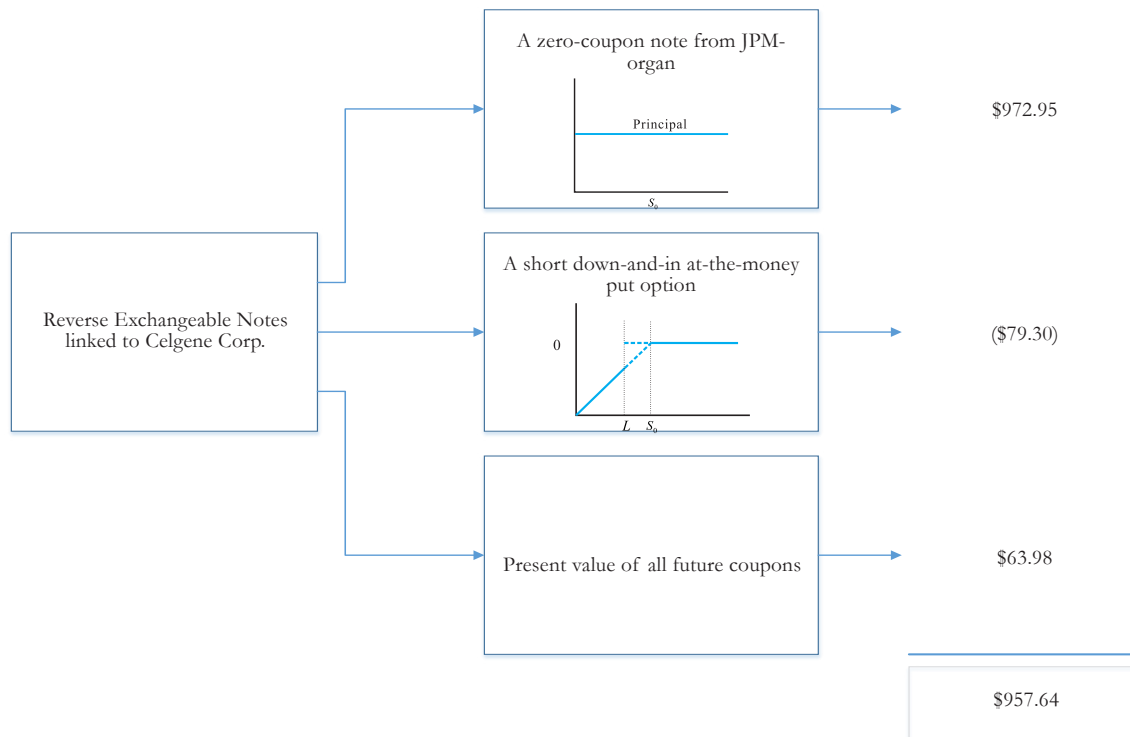 A zero-coupon note from JPM-
organ
Principal
S₀
$972.95
Reverse Exchangeable Notes
linked to Celgene Corp.
A short down-and-in at-the-money
put option
0
L S₀
($79.30)
Present value of all future coupons
$63.98
$957.64